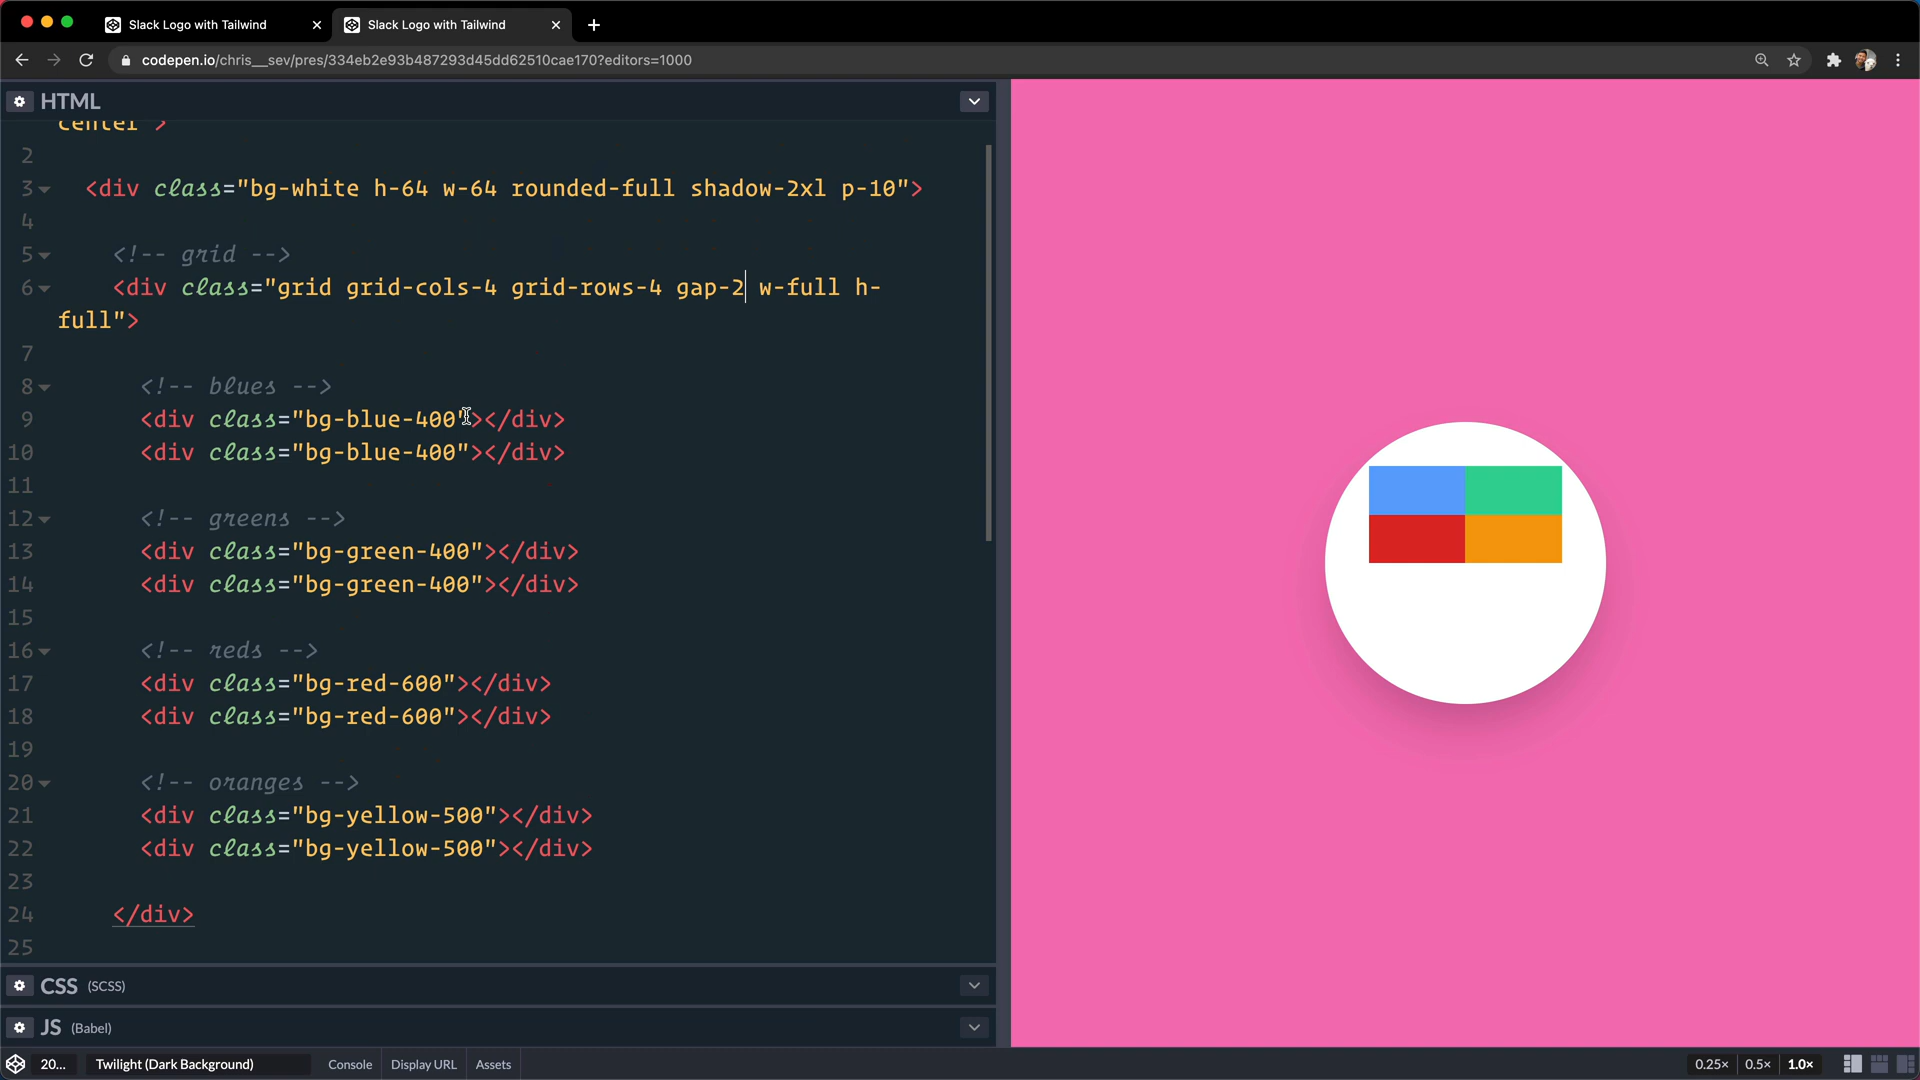 Slack Logo with Tailwind
Slack Logo with Tailwind
codepen.io/chris__sev/pres/334eb2e93b487293d45dd62510cae170?editors=1000
HTML
center">
2
3 <div class="bg-white h-64 w-64 rounded-full shadow-2xl p-10">
4
5 <!-- grid -->
6 <div class="grid grid-cols-4 grid-rows-4 gap-2 w-full h-
full">
7
8 <!-- blues -->
9 <div class="bg-blue-400"></div>
10 <div class="bg-blue-400"></div>
11
12 <!-- greens -->
13 <div class="bg-green-400"></div>
14 <div class="bg-green-400"></div>
15
16 <!-- reds -->
17 <div class="bg-red-600"></div>
18 <div class="bg-red-600"></div>
19
20 <!-- oranges -->
21 <div class="bg-yellow-500"></div>
22 <div class="bg-yellow-500"></div>
23
24 </div>
25
CSS (SCSS)
JS (Babel)
20... Twilight (Dark Background) Console Display URL Assets 0.25× 0.5× 1.0×